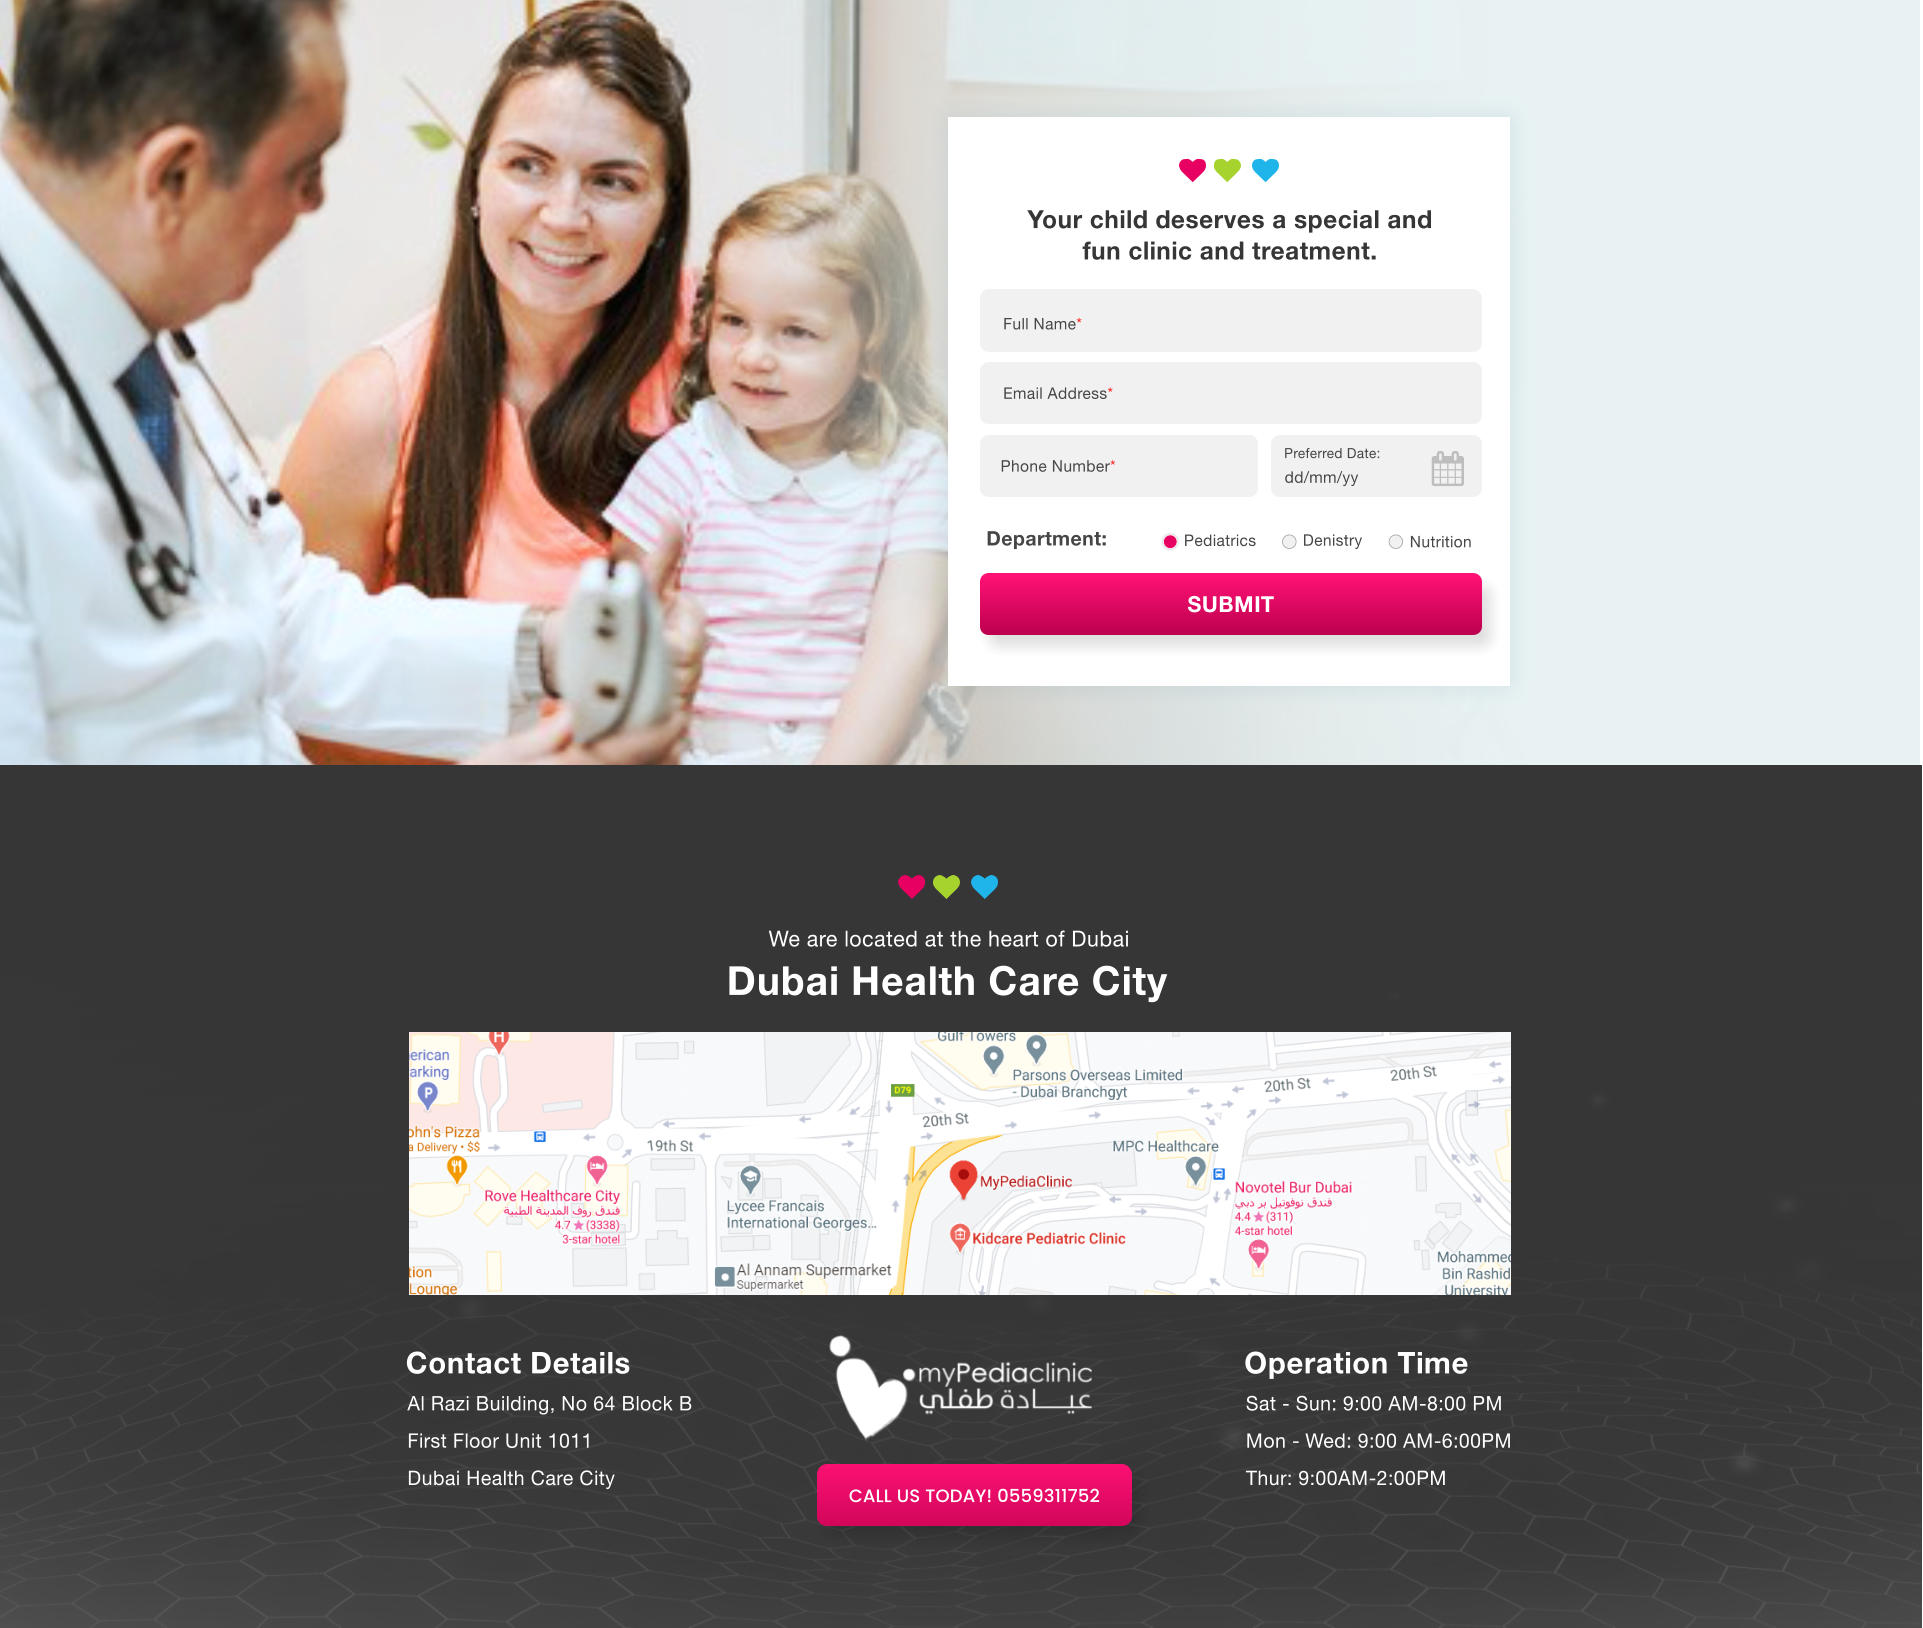 Your child deserves a special and
fun clinic and treatment.
Full Name*
Email Address*
Phone Number*
Preferred Date:
dd/mm/yy
Department:
Pediatrics
Denistry
Nutrition
SUBMIT
We are located at the heart of Dubai
Dubai Health Care City
H
Gulf Towers
erican
arking
P
Parsons Overseas Limited
- Dubai Branchgyt
20th St
20th St
D79
20th St
ohn's Pizza
a Delivery • $$
19th St
MPC Healthcare
MyPediaClinic
Rove Healthcare City
فندق روف المدينة الطبية
4.7 ★ (3338)
3-star hotel
Lycee Francais
International Georges...
Novotel Bur Dubai
فندق نوفوتيل بر دبي
4.4 ★ (311)
4-star hotel
Kidcare Pediatric Clinic
Al Annam Supermarket
Supermarket
tion
Lounge
Mohammed
Bin Rashid
University
Contact Details
Al Razi Building, No 64 Block B
First Floor Unit 1011
Dubai Health Care City
myPediaclinic
عيادة طفلي
CALL US TODAY! 0559311752
Operation Time
Sat - Sun: 9:00 AM-8:00 PM
Mon - Wed: 9:00 AM-6:00PM
Thur: 9:00AM-2:00PM